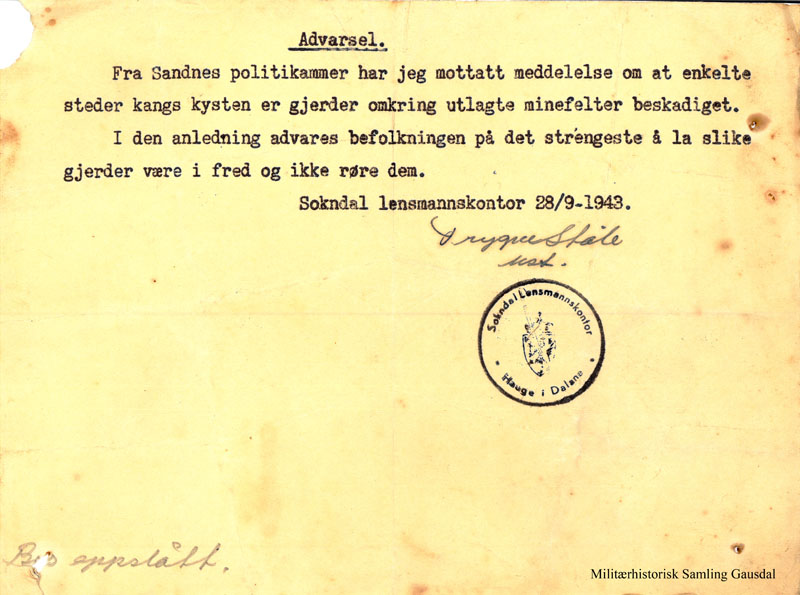 Advarsel.
Fra Sandnes politikammer har jeg mottatt meddelelse om at enkelte
steder kangs kysten er gjerder omkring utlagte minefelter beskadiget.
I den anledning advares befolkningen på det strengeste å la slike
gjerder være i fred og ikke røre dem.
Sokndal lensmannskontor 28/9-1943.
Trygve Ståle
Sokndal Lensmannskontor
* Hauge i Dalane *
oppslått.
Militærhistorisk Samling Gausdal